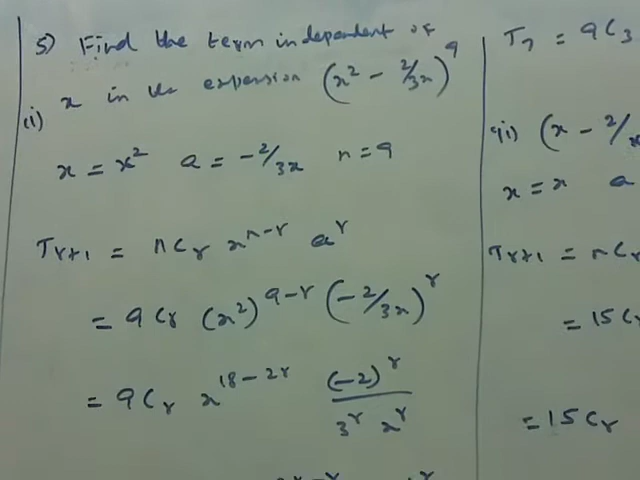 5) Find the term independent of
(i) x in the expansion (x² - 2/3x)⁹
x = x² a = -2/3x n = 9
Tr+1 = nCr x^n-r a^r
= 9Cr (x²)^9-r (-2/3x)^r
= 9Cr x^18-2r (-2)^r / 3^r x^r
T7 = 9C3
ii) (x - 2/x
x = x a
Tr+1 = nCr
= 15Cr
= 15Cr